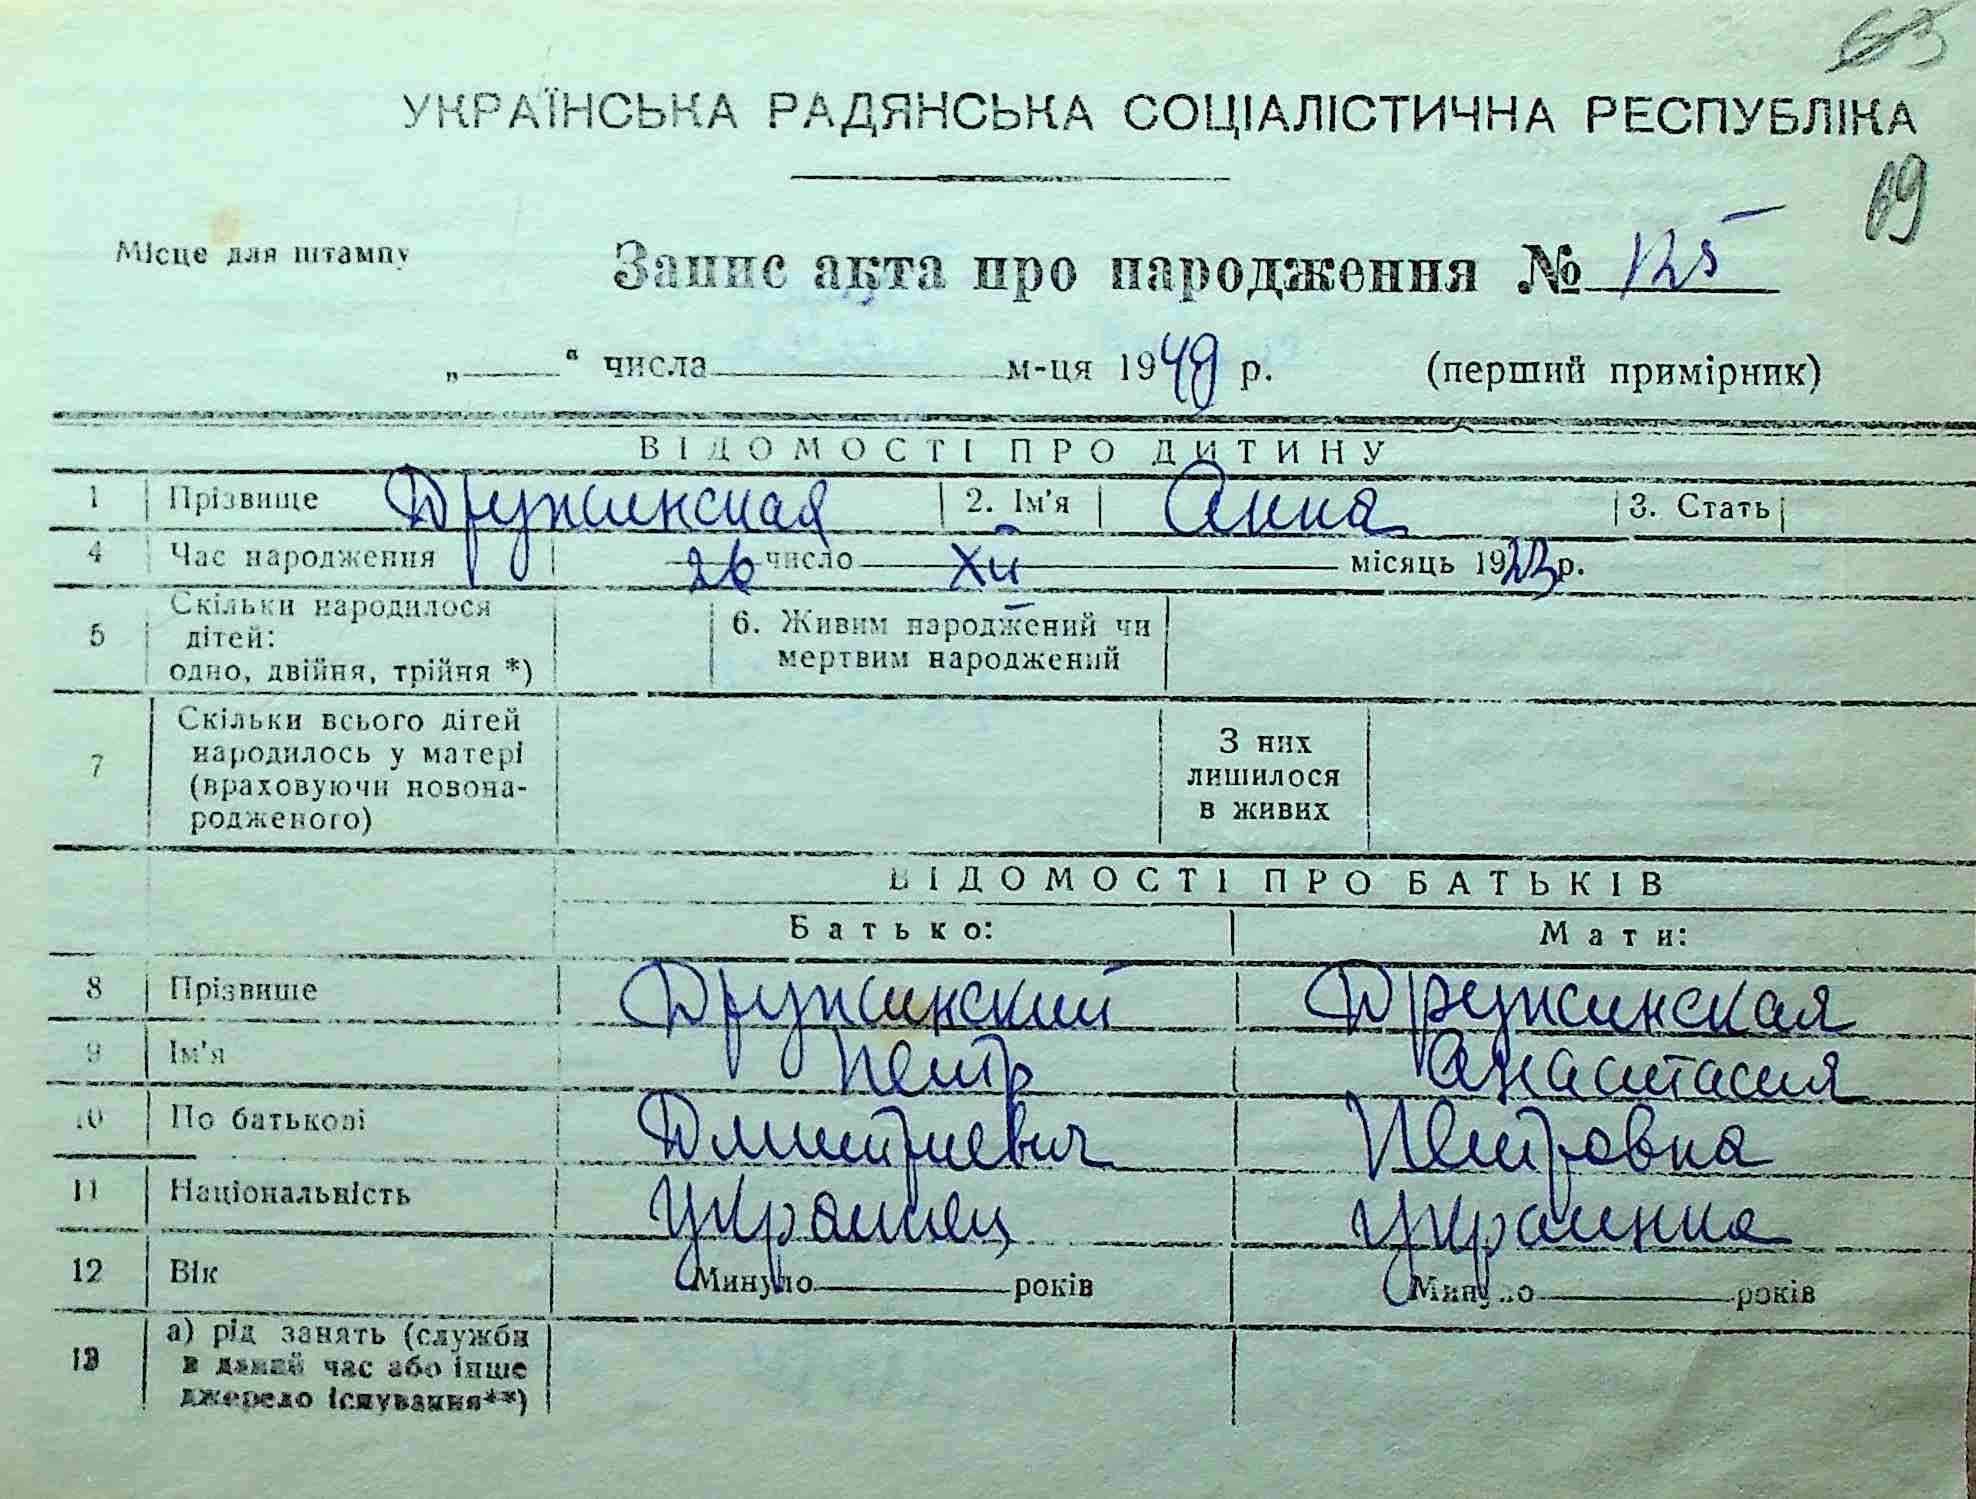 63
УКРАЇНСЬКА РАДЯНСЬКА СОЦІАЛІСТИЧНА РЕСПУБЛІКА
69
Місце для штампу
Запис акта про народження № 125
„ “ числа м-ця 1949 р. (перший примірник)
ВІДОМОСТІ ПРО ДИТИНУ
1 Прізвище Дружинская 2. Ім'я Анна 3. Стать
4 Час народження 26 число XII місяць 1923 р.
5 Скільки народилося дітей: одно, двійня, трійня *) 6. Живим народжений чи мертвим народжений
7 Скільки всього дітей народилось у матері (враховуючи новонародженого) З них лишилося в живих
ВІДОМОСТІ ПРО БАТЬКІВ
Батько: Мати:
8 Прізвише Дружинский Дружинская
9 Ім'я Петр Анастасия
10 По батькові Дмитриевич Петровна
11 Національність Украинец Украинка
12 Вік Минуло років Минуло років
13 а) рід занять (служби в даний час або інше джерело існування**)